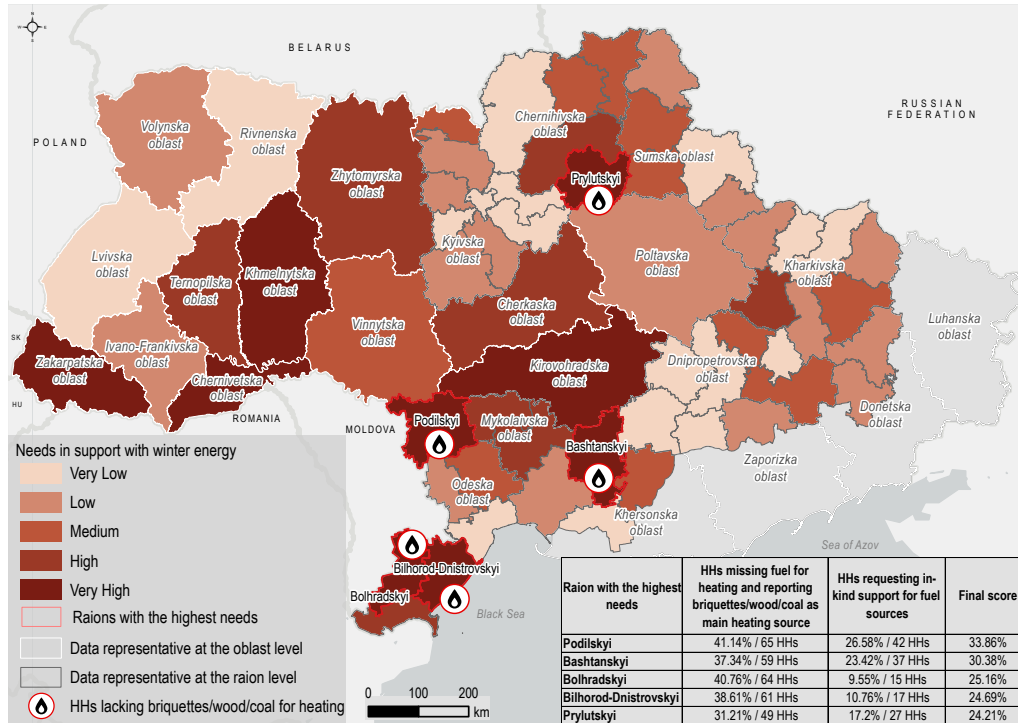 N
W
E
S
BELARUS
POLAND
RUSSIAN
FEDERATION
Volynska
oblast
Rivnenska
oblast
Zhytomyrska
oblast
Chernihivska
oblast
Sumska oblast
Prylutskyi
Lvivska
oblast
Ternopilska
oblast
Khmelnytska
oblast
Kyivska
oblast
Poltavska
oblast
Kharkivska
oblast
Luhanska
oblast
Vinnytska
oblast
Cherkaska
oblast
Ivano-Frankivska
oblast
Zakarpatska
oblast
Chernivetska
oblast
Kirovohradska
oblast
Dnipropetrovska
oblast
Donetska
oblast
SK
HU
ROMANIA
MOLDOVA
Podilskyi
Mykolaivska
oblast
Bashtanskyi
Zaporizka
oblast
Odeska
oblast
Khersonska
oblast
Sea of Azov
Bilhorod-Dnistrovskyi
Bolhradskyi
Black Sea
Needs in support with winter energy
Very Low
Low
Medium
High
Very High
Raions with the highest needs
Data representative at the oblast level
Data representative at the raion level
HHs lacking briquettes/wood/coal for heating
0 100 200
km
Raion with the highest
needs
HHs missing fuel for
heating and reporting
briquettes/wood/coal as
main heating source
HHs requesting in-
kind support for fuel
sources
Final score
Podilskyi 41.14% / 65 HHs 26.58% / 42 HHs 33.86%
Bashtanskyi 37.34% / 59 HHs 23.42% / 37 HHs 30.38%
Bolhradskyi 40.76% / 64 HHs 9.55% / 15 HHs 25.16%
Bilhorod-Dnistrovskyi 38.61% / 61 HHs 10.76% / 17 HHs 24.69%
Prylutskyi 31.21% / 49 HHs 17.2% / 27 HHs 24.21%